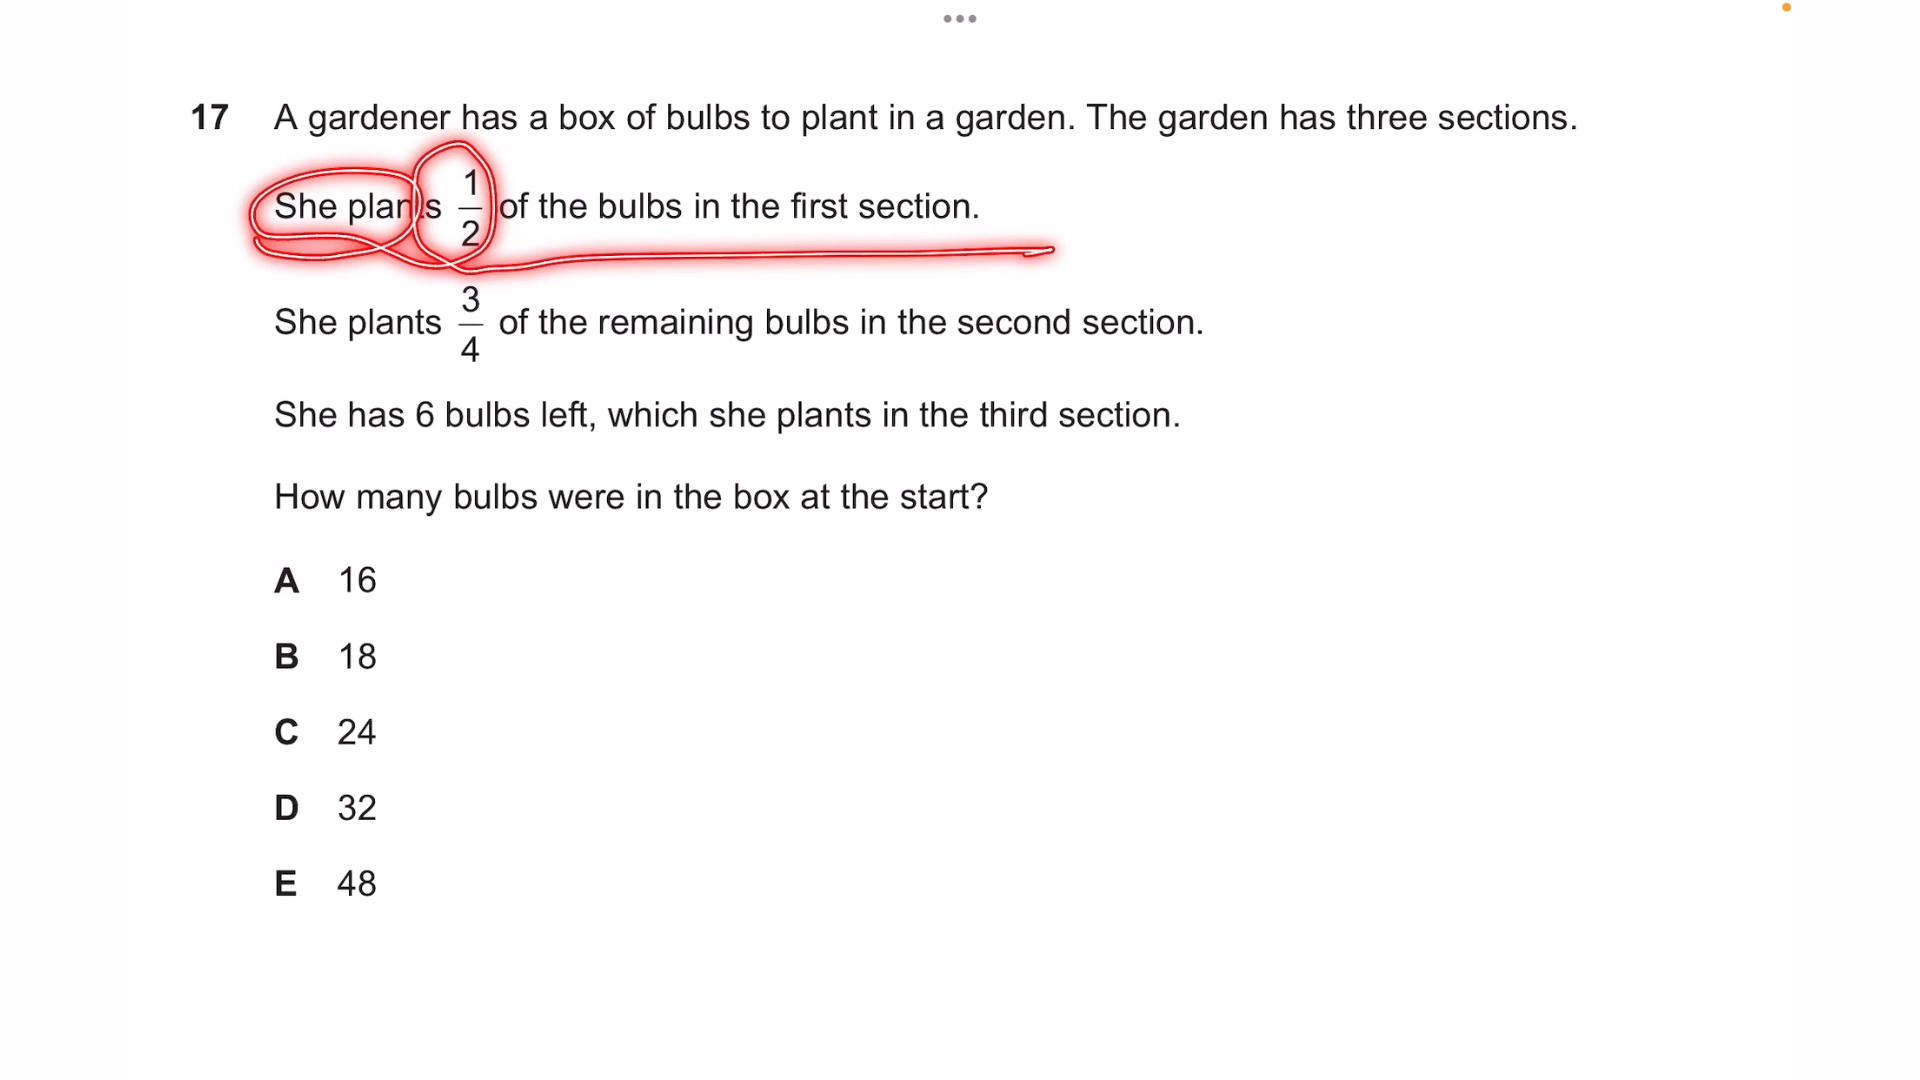 17 A gardener has a box of bulbs to plant in a garden. The garden has three sections.
She plants 1/2 of the bulbs in the first section.
She plants 3/4 of the remaining bulbs in the second section.
She has 6 bulbs left, which she plants in the third section.
How many bulbs were in the box at the start?
A 16
B 18
C 24
D 32
E 48